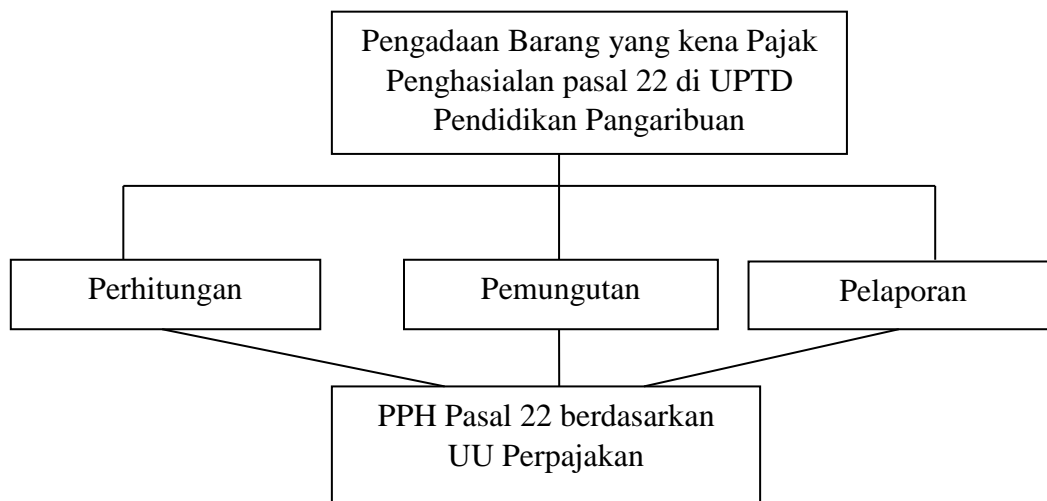 Pengadaan Barang yang kena Pajak
Penghasialan pasal 22 di UPTD
Pendidikan Pangaribuan
Perhitungan
Pemungutan
Pelaporan
PPH Pasal 22 berdasarkan
UU Perpajakan